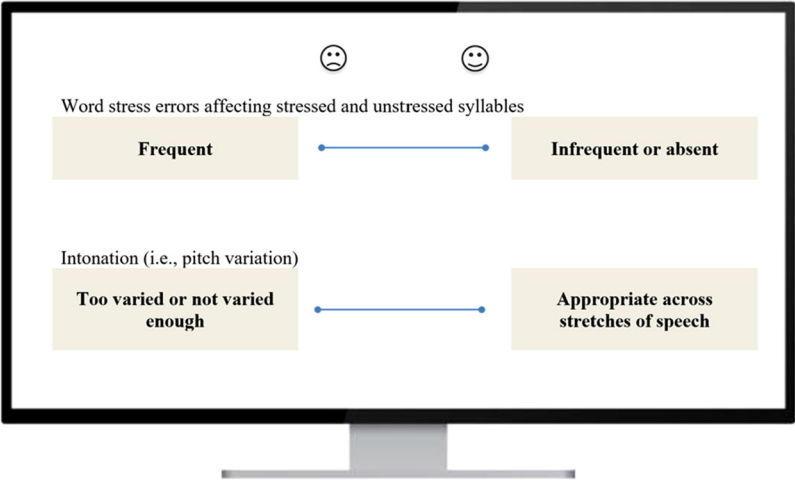 Word stress errors affecting stressed and unstressed syllables
Frequent
Infrequent or absent
Intonation (i.e., pitch variation)
Too varied or not varied
enough
Appropriate across
stretches of speech